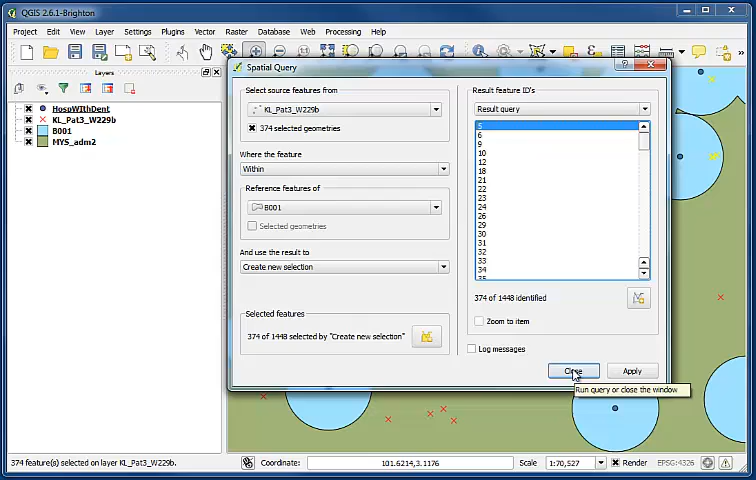 QGIS 2.6.1-Brighton
Project Edit View Layer Settings Plugins Vector Raster Database Web Processing Help
Layers
HospWIthDent
KL_Pat3_W229b
B001
MYS_adm2
Spatial Query
Select source features from
KL_Pat3_W229b
374 selected geometries
Where the feature
Within
Reference features of
B001
Selected geometries
And use the result to
Create new selection
Selected features
374 of 1448 selected by "Create new selection"
Result feature ID's
Result query
5
6
9
10
12
18
21
22
23
24
26
29
30
31
32
33
34
35
374 of 1448 identified
Zoom to item
Log messages
Close Apply
Run query or close the window
374 feature(s) selected on layer KL_Pat3_W229b.
Coordinate: 101.6214,3.1176 Scale 1:70,527 Render EPSG:4326